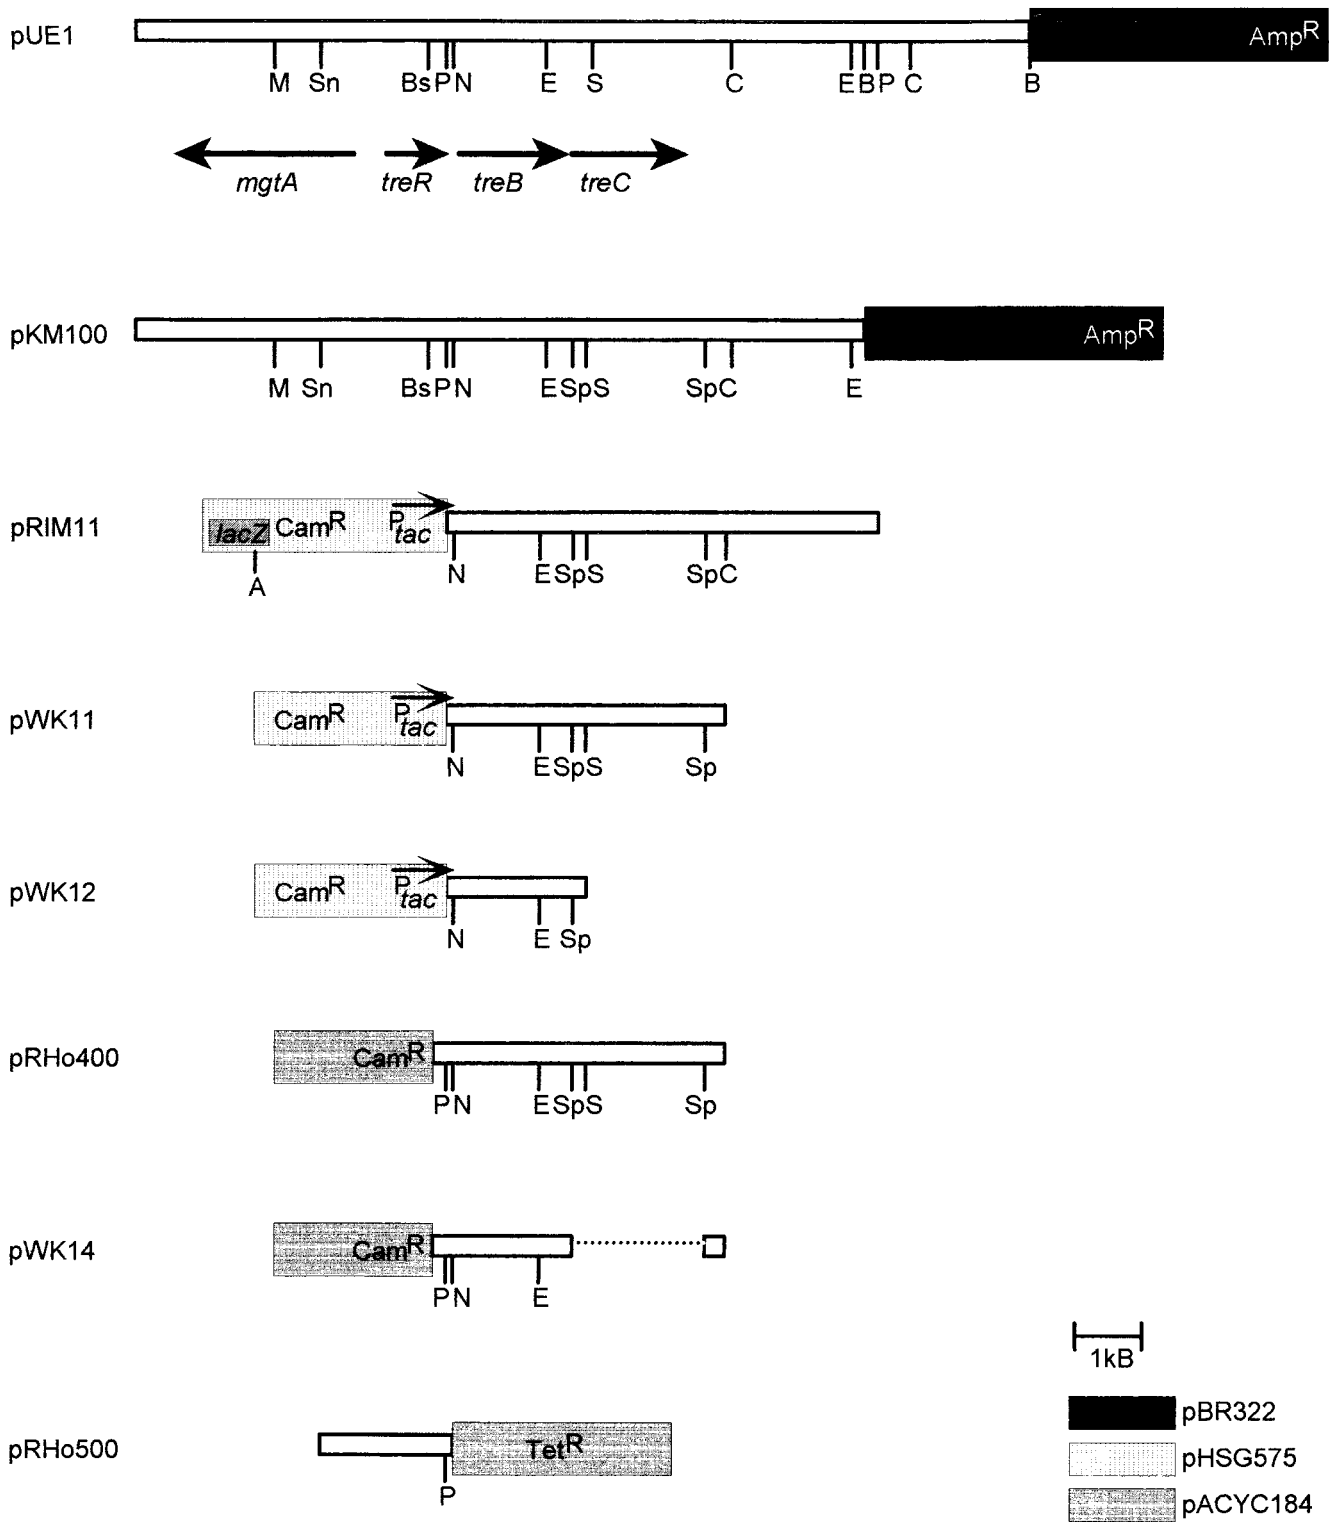 pUE1 AmpR
M Sn Bs P N E S C E B P C B
mgtA treR treB treC
pKM100 AmpR
M Sn Bs P N E Sp S Sp C E
pRIM11 lacZ CamR Ptac
A N E Sp S Sp C
pWK11 CamR Ptac
N E Sp S Sp
pWK12 CamR Ptac
N E Sp
pRHo400 CamR
P N E Sp S Sp
pWK14 CamR
P N E
1kB
pBR322
pRHo500 TetR
pHSG575
P
pACYC184